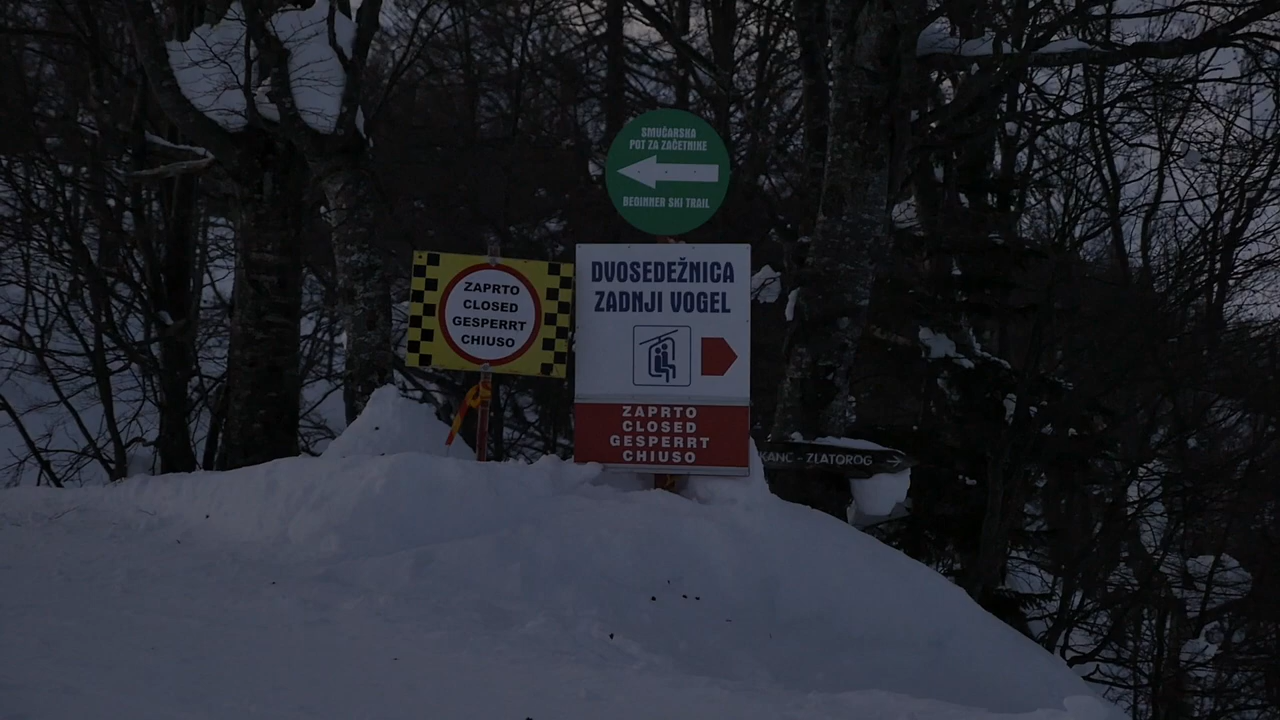 SMUČARSKA
POT ZA ZAČETNIKE
BEGINNER SKI TRAIL
ZAPRTO
CLOSED
GESPERRT
CHIUSO
DVOSEDEŽNICA
ZADNJI VOGEL
ZAPRTO
CLOSED
GESPERRT
CHIUSO
- ZLATOROG